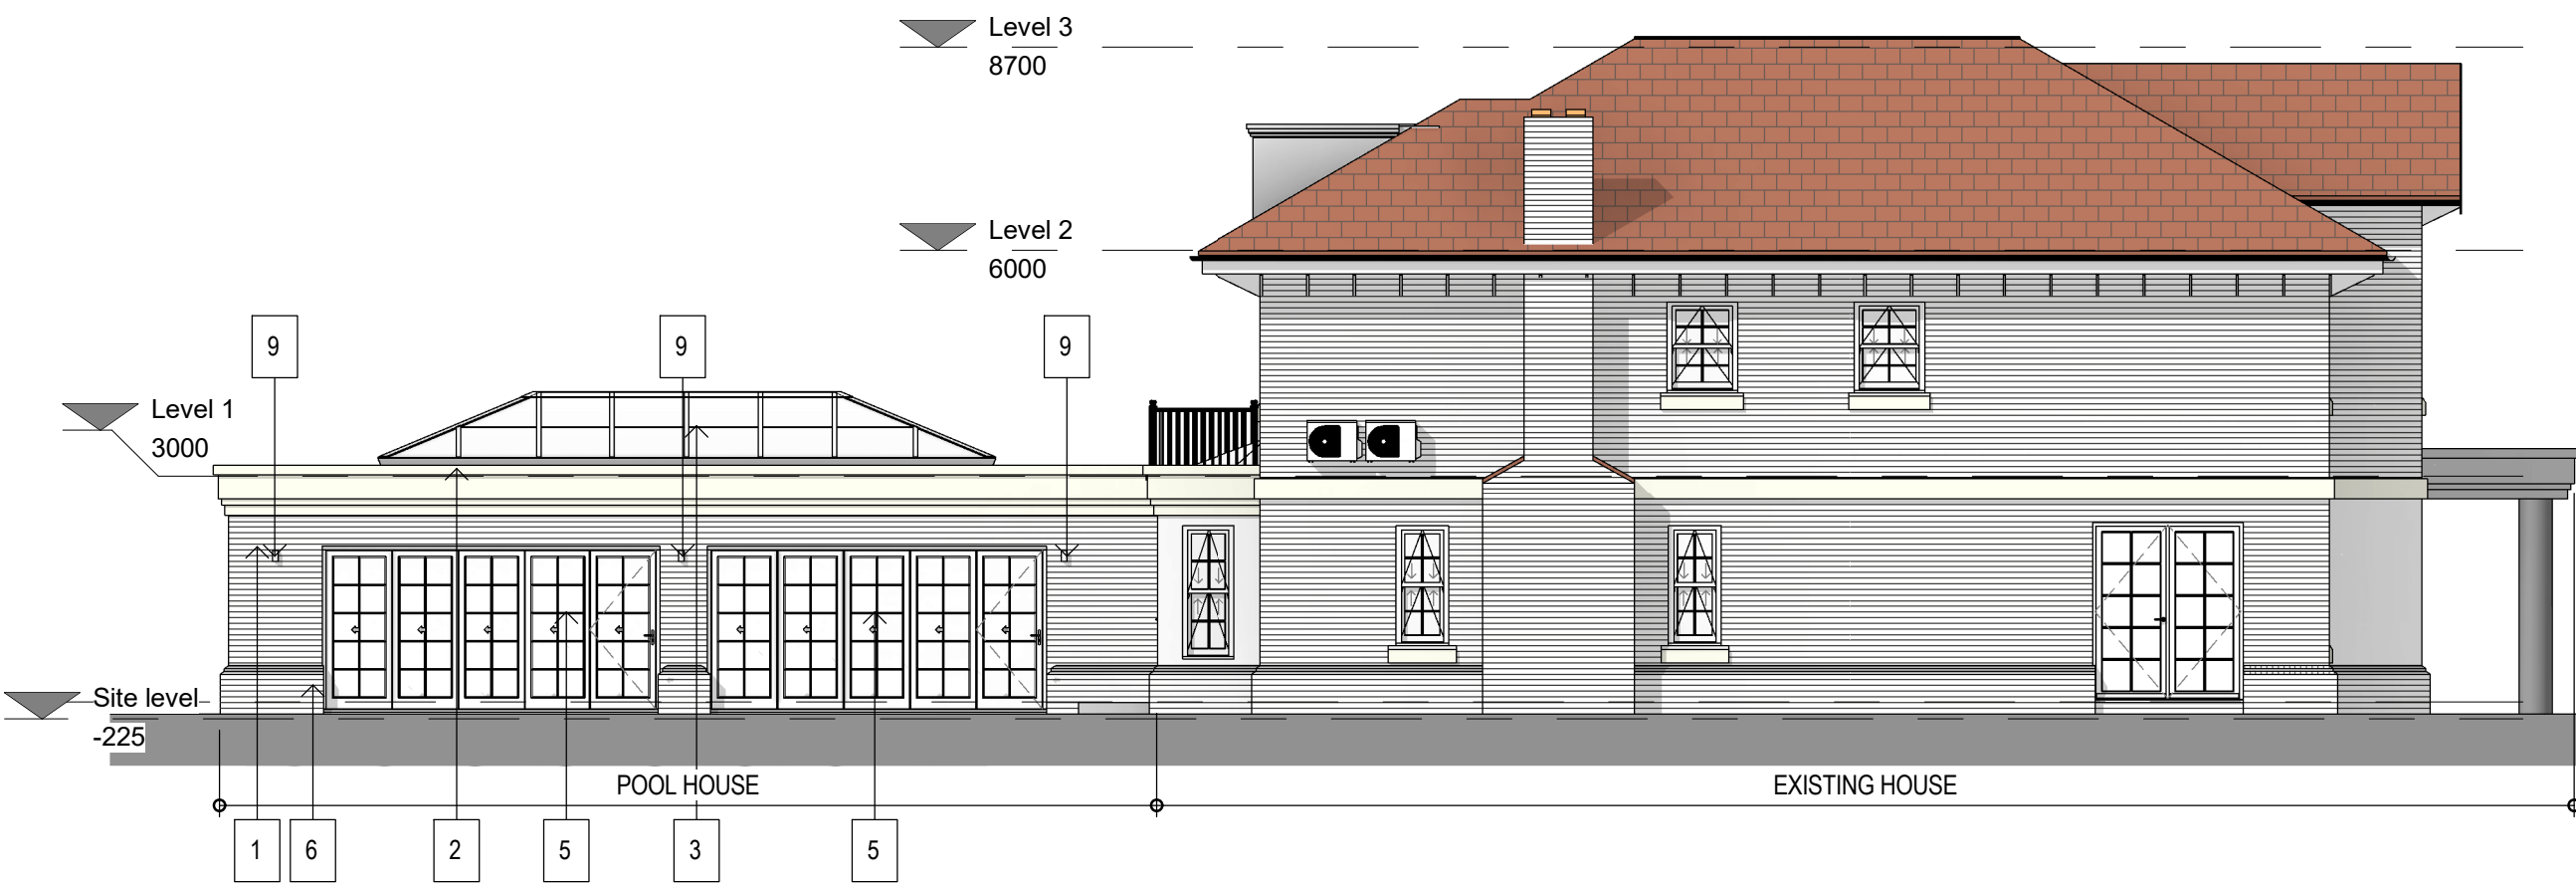 Level 3
8700
Level 2
6000
9
9
9
Level 1
3000
Site level
-225
POOL HOUSE
EXISTING HOUSE
1
6
2
5
3
5